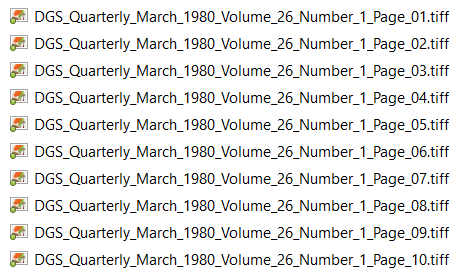 DGS_Quarterly_March_1980_Volume_26_Number_1_Page_01.tiff
DGS_Quarterly_March_1980_Volume_26_Number_1_Page_02.tiff
DGS_Quarterly_March_1980_Volume_26_Number_1_Page_03.tiff
DGS_Quarterly_March_1980_Volume_26_Number_1_Page_04.tiff
DGS_Quarterly_March_1980_Volume_26_Number_1_Page_05.tiff
DGS_Quarterly_March_1980_Volume_26_Number_1_Page_06.tiff
DGS_Quarterly_March_1980_Volume_26_Number_1_Page_07.tiff
DGS_Quarterly_March_1980_Volume_26_Number_1_Page_08.tiff
DGS_Quarterly_March_1980_Volume_26_Number_1_Page_09.tiff
DGS_Quarterly_March_1980_Volume_26_Number_1_Page_10.tiff